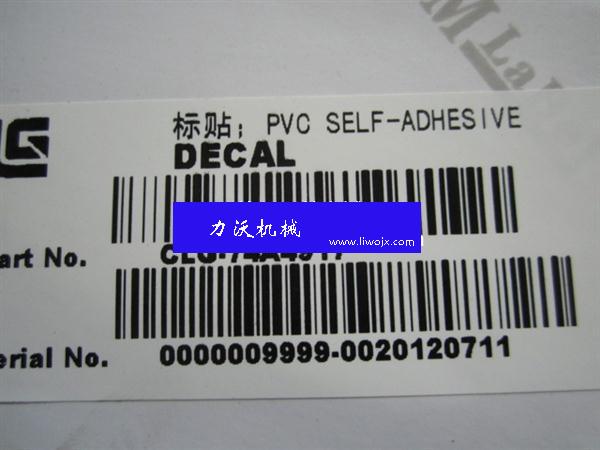 M La
标贴: PVC SELF-ADHESIVE
DECAL
力沃机械
www.liwojx.com
art No.
erial No. 0000009999-0020120711